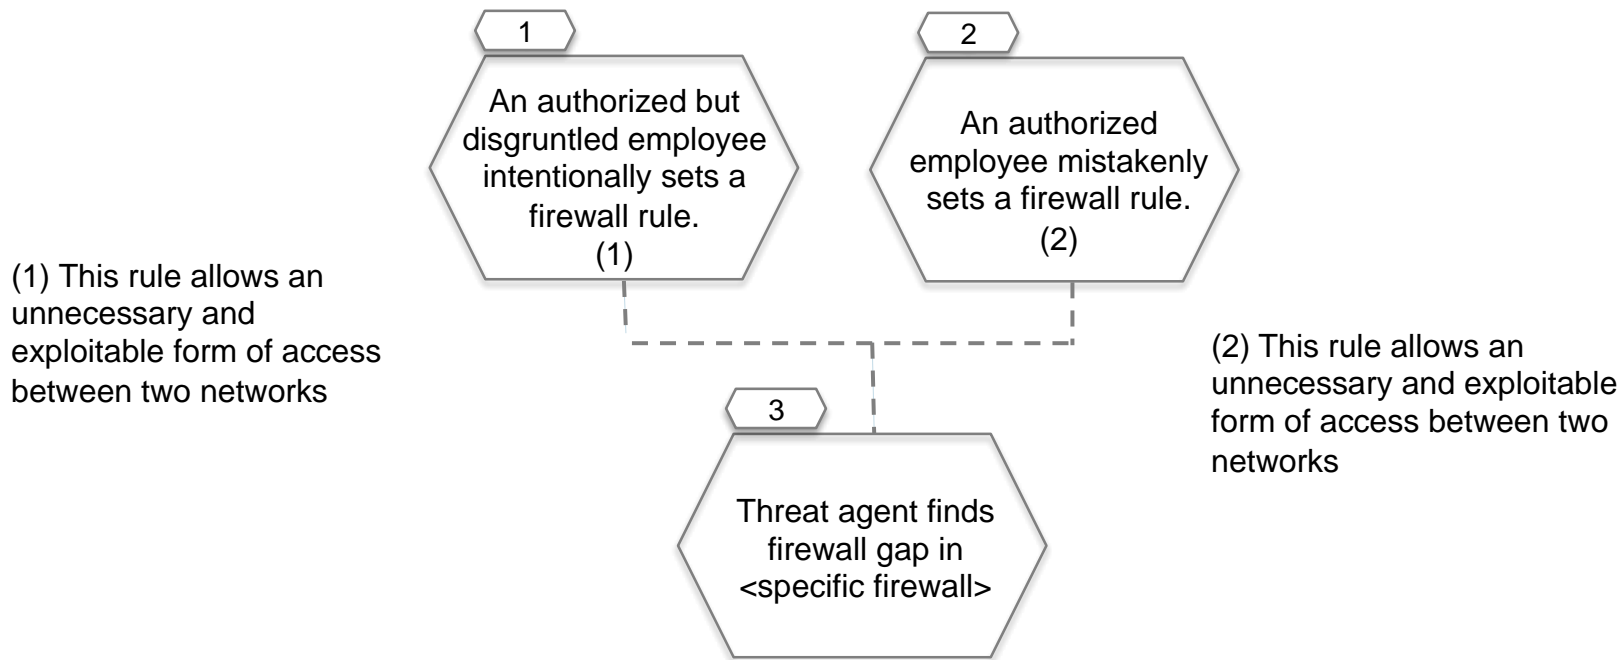 1
An authorized but
disgruntled employee
intentionally sets a
firewall rule.
(1)
2
An authorized
employee mistakenly
sets a firewall rule.
(2)
(1) This rule allows an
unnecessary and
exploitable form of access
between two networks
(2) This rule allows an
unnecessary and exploitable
form of access between two
networks
3
Threat agent finds
firewall gap in
<specific firewall>